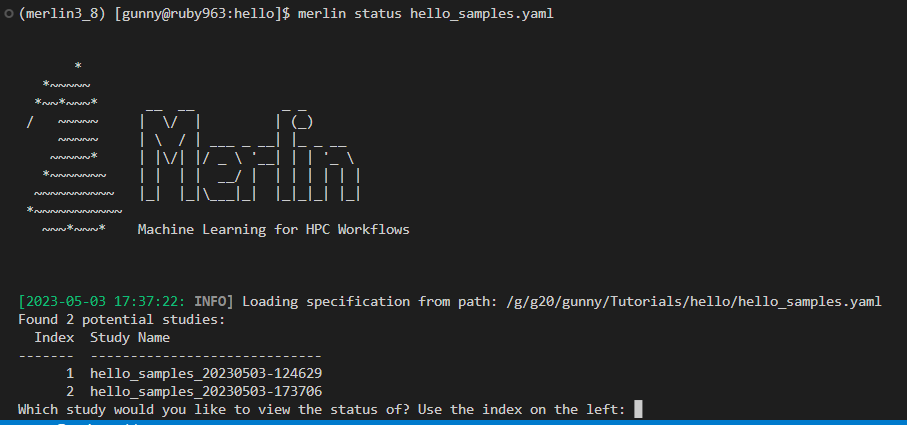 (merlin3_8) [gunny@ruby963:hello]$ merlin status hello_samples.yaml
Merlin
Machine Learning for HPC Workflows
[2023-05-03 17:37:22: INFO] Loading specification from path: /g/g20/gunny/Tutorials/hello/hello_samples.yaml
Found 2 potential studies:
Index  Study Name
-------  -----------------------------
1  hello_samples_20230503-124629
2  hello_samples_20230503-173706
Which study would you like to view the status of? Use the index on the left: